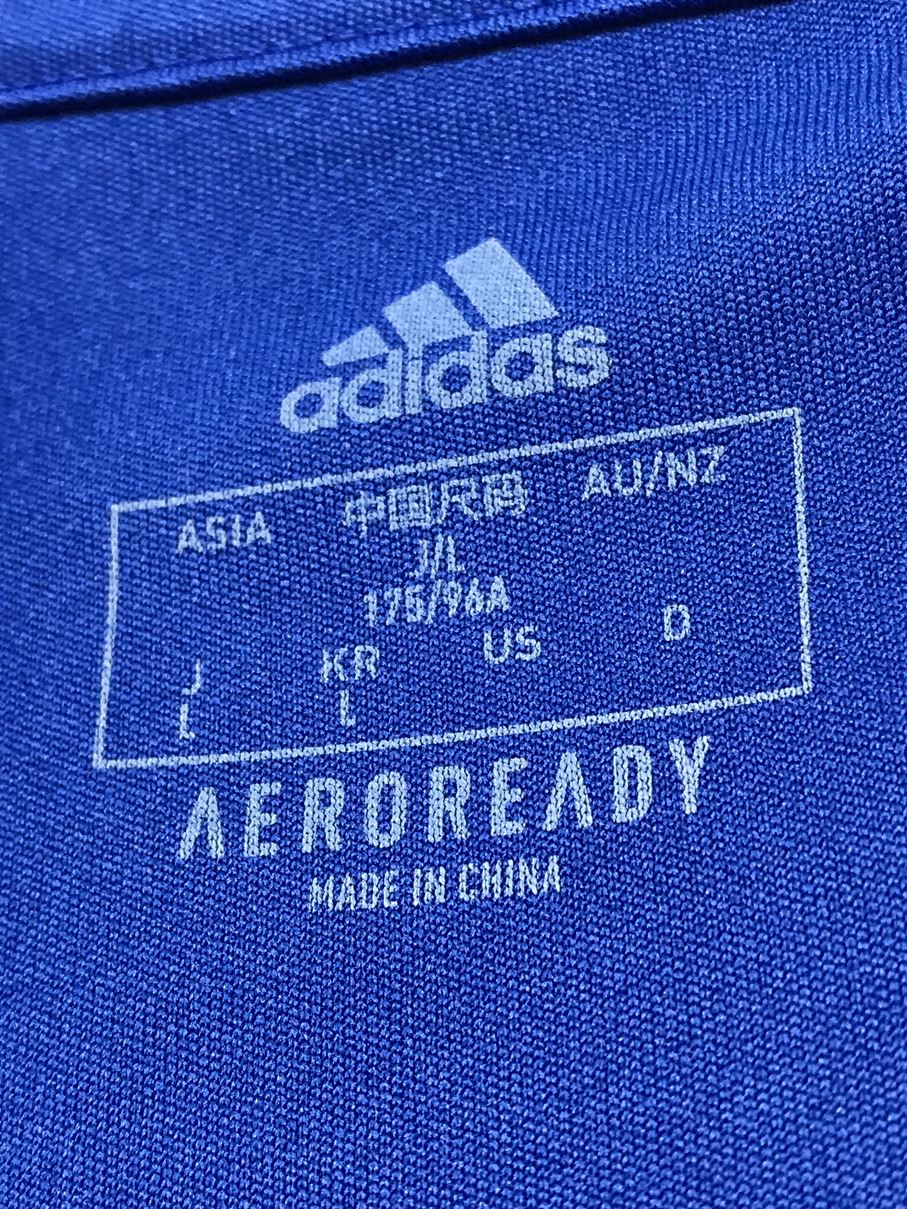 adidas
ASIA 中国尺码 AU/NZ
J/L
175/96A
J KR US D
L L
AEROREADY
MADE IN CHINA